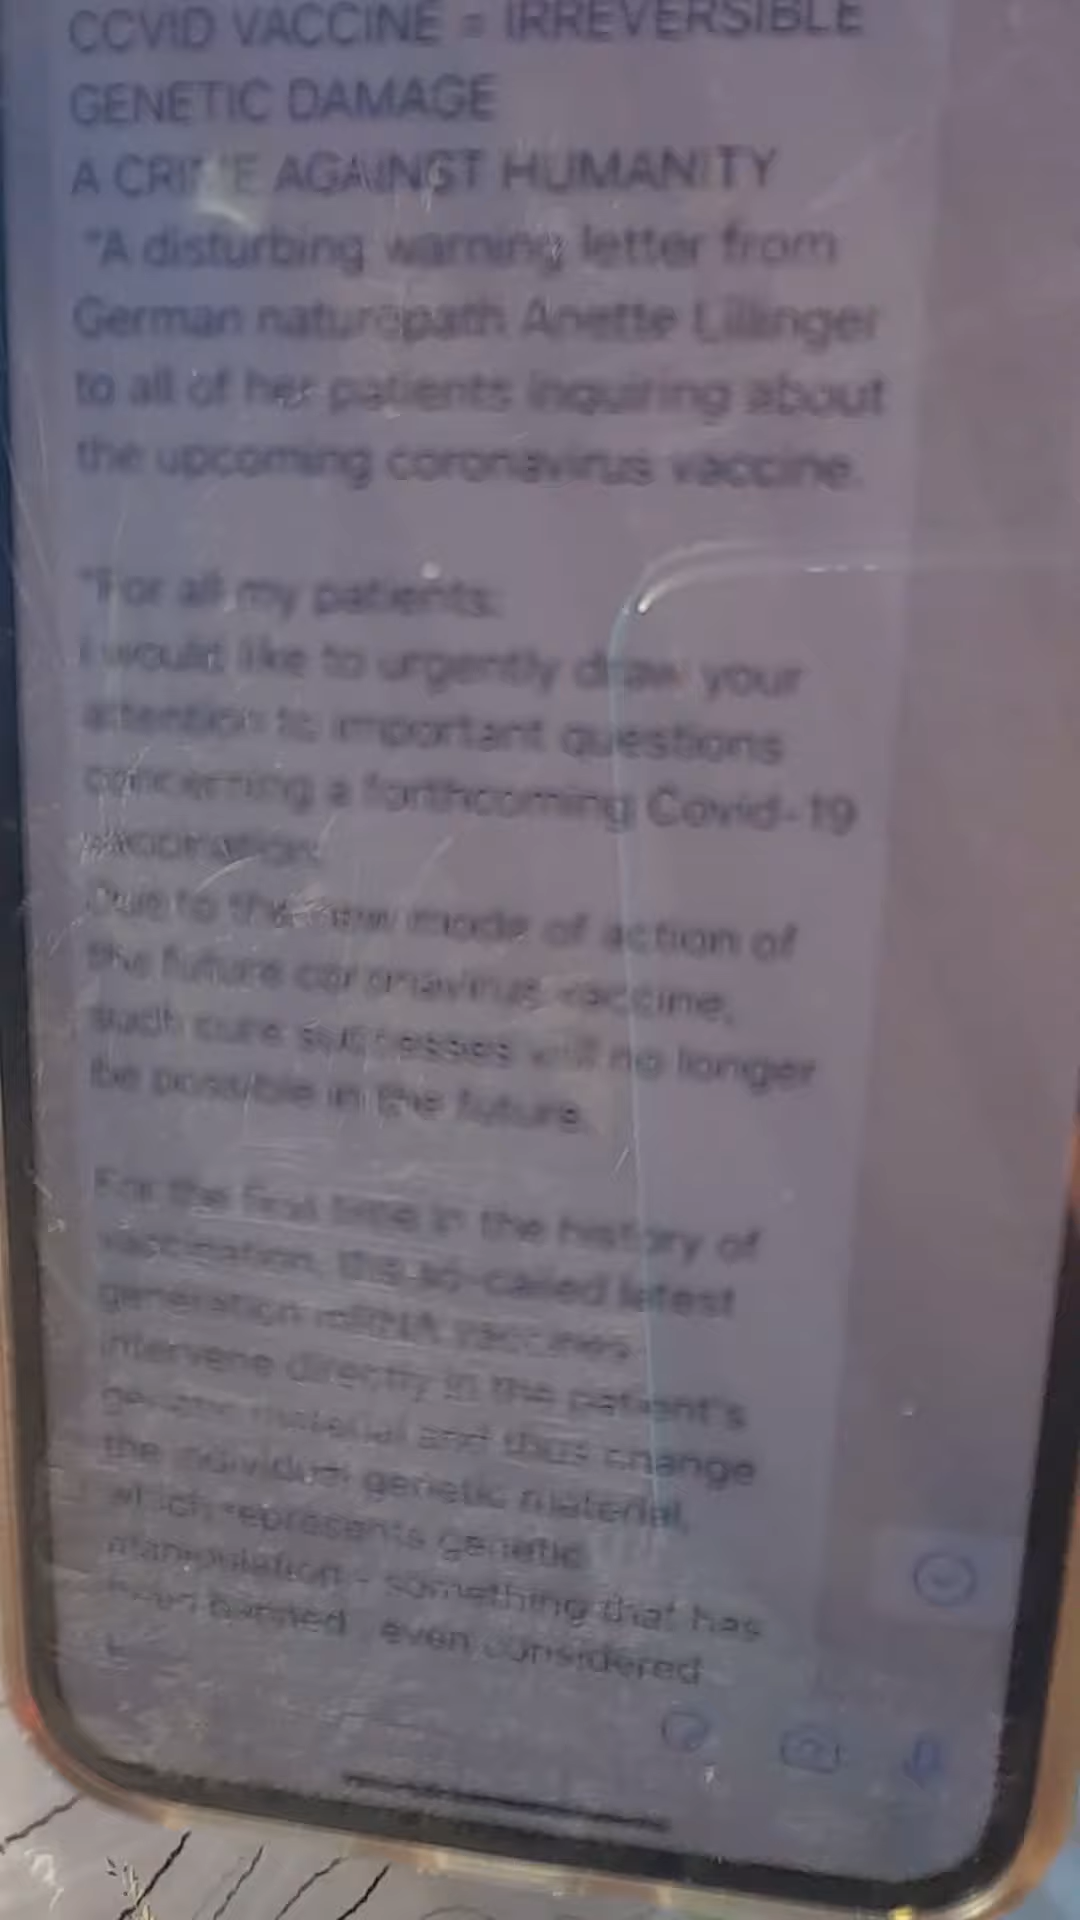 COVID VACCINE = IRREVERSIBLE
GENETIC DAMAGE
A CRIME AGAINST HUMANITY
"A disturbing warning letter from
German naturopath Anette Lillinger
to all of her patients inquiring about
the upcoming coronavirus vaccine.
"For all my patients:
I would like to urgently draw your
attention to important questions
concerning a forthcoming Covid-19
vaccination:
Due to the new mode of action of
the future coronavirus vaccine,
such cure successes will no longer
be possible in the future.
For the first time in the history of
vaccination, the so-called latest
generation mRNA vaccines
intervene directly in the patient's
genetic material and thus change
the individual genetic material,
which represents genetic
manipulation - something that has
been banned even considered